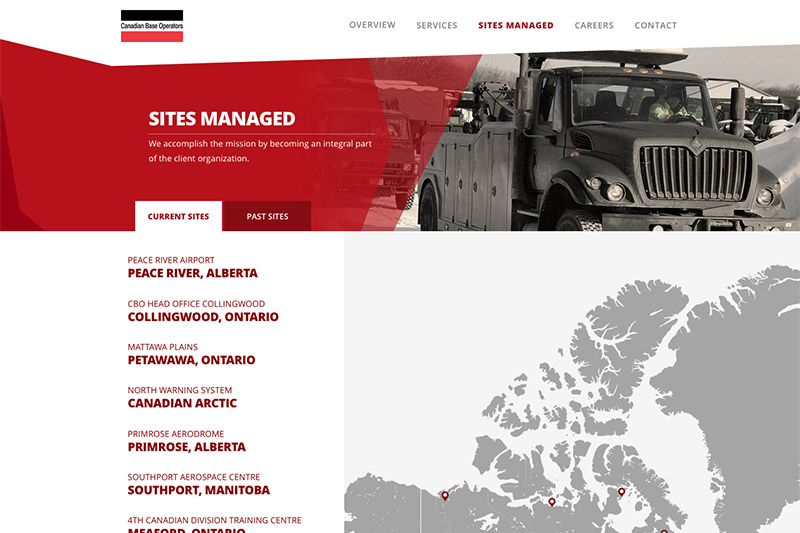 Canadian Base Operators
OVERVIEW
SERVICES
SITES MANAGED
CAREERS
CONTACT
SITES MANAGED
We accomplish the mission by becoming an integral part
of the client organization.
CURRENT SITES
PAST SITES
PEACE RIVER AIRPORT
PEACE RIVER, ALBERTA
CBO HEAD OFFICE COLLINGWOOD
COLLINGWOOD, ONTARIO
MATTAWA PLAINS
PETAWAWA, ONTARIO
NORTH WARNING SYSTEM
CANADIAN ARCTIC
PRIMROSE AERODROME
PRIMROSE, ALBERTA
SOUTHPORT AEROSPACE CENTRE
SOUTHPORT, MANITOBA
4TH CANADIAN DIVISION TRAINING CENTRE
MEAFORD, ONTARIO